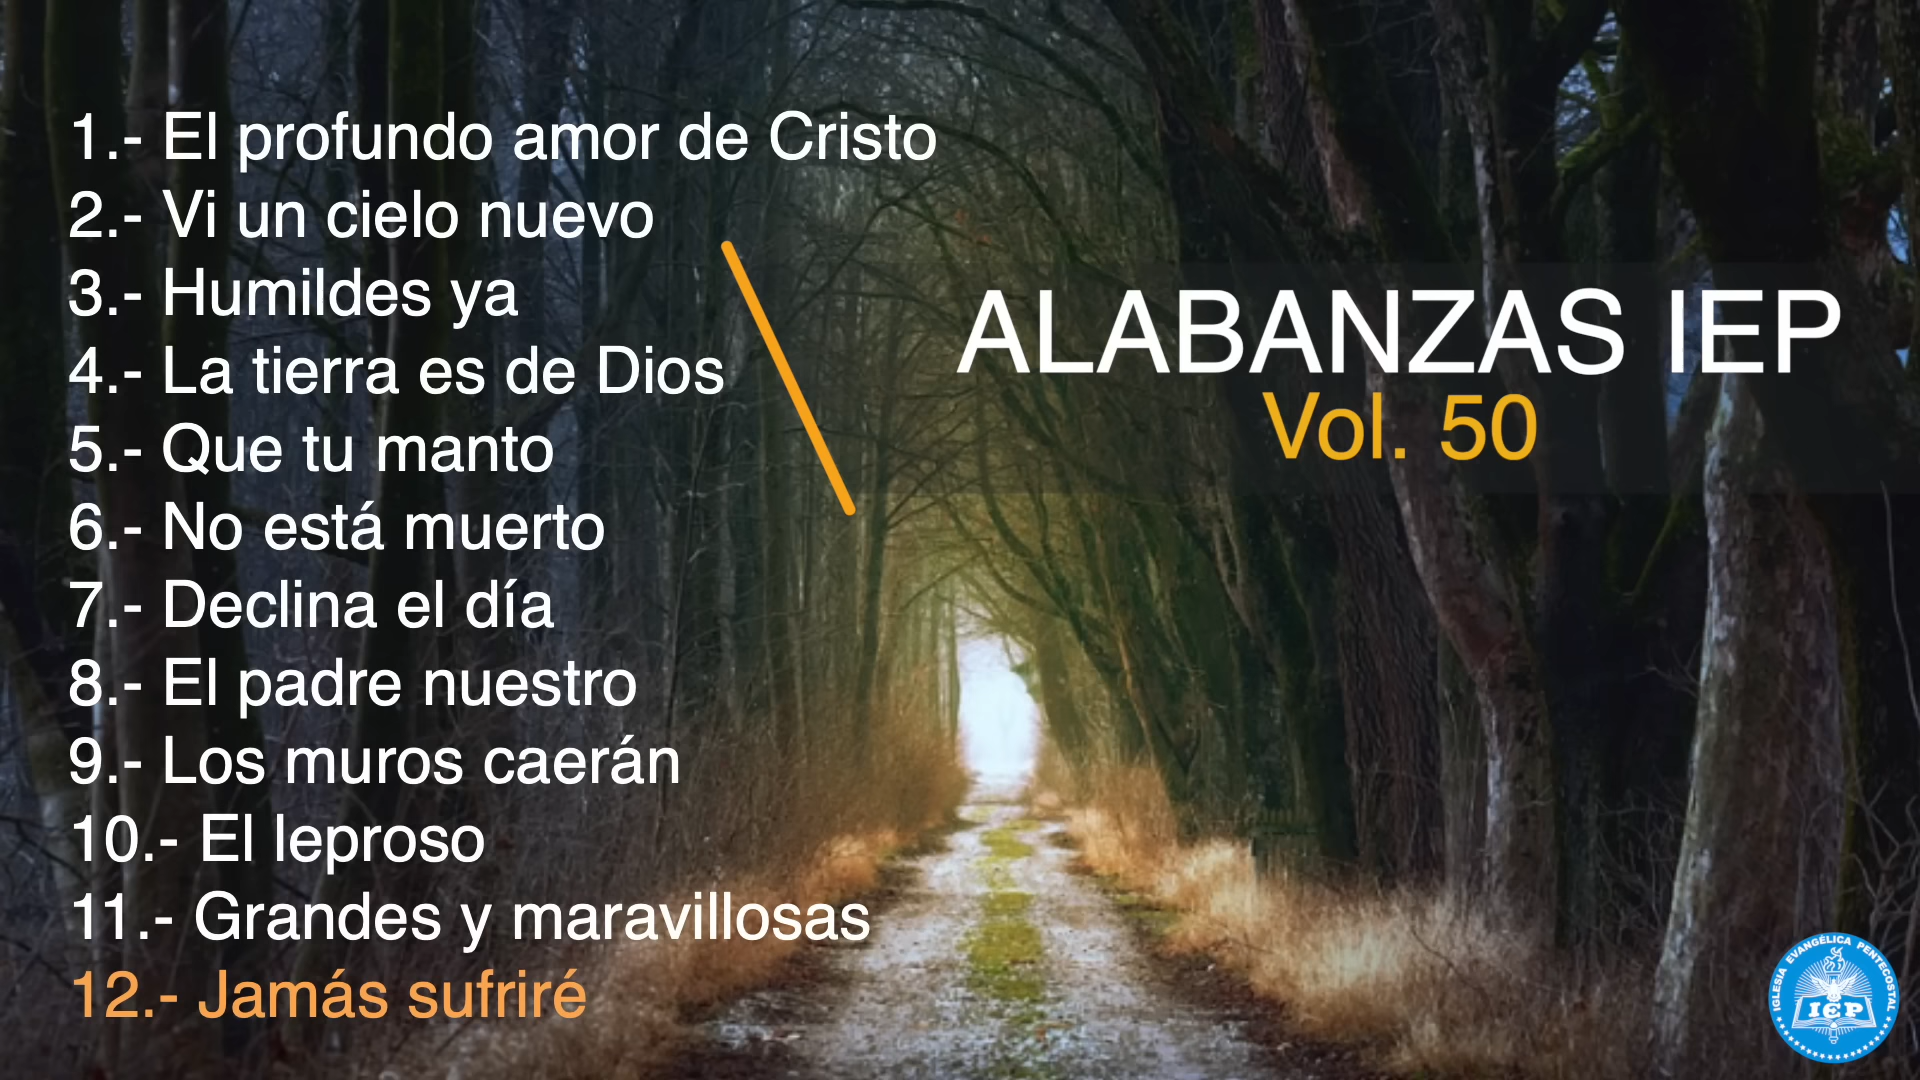 1.- El profundo amor de Cristo
2.- Vi un cielo nuevo
3.- Humildes ya
4.- La tierra es de Dios
5.- Que tu manto
6.- No está muerto
7.- Declina el día
8.- El padre nuestro
9.- Los muros caerán
10.- El leproso
11.- Grandes y maravillosas
12.- Jamás sufriré
ALABANZAS IEP
Vol. 50
IGLESIA EVANGÉLICA PENTECOSTAL
IEP